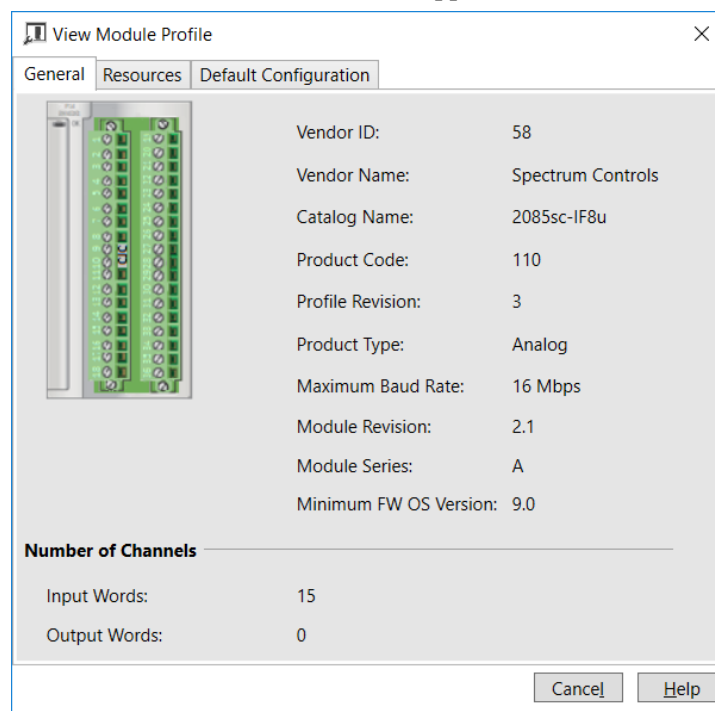 View Module Profile
General Resources Default Configuration
Vendor ID: 58
Vendor Name: Spectrum Controls
Catalog Name: 2085sc-IF8u
Product Code: 110
Profile Revision: 3
Product Type: Analog
Maximum Baud Rate: 16 Mbps
Module Revision: 2.1
Module Series: A
Minimum FW OS Version: 9.0
Number of Channels
Input Words: 15
Output Words: 0
Cancel Help